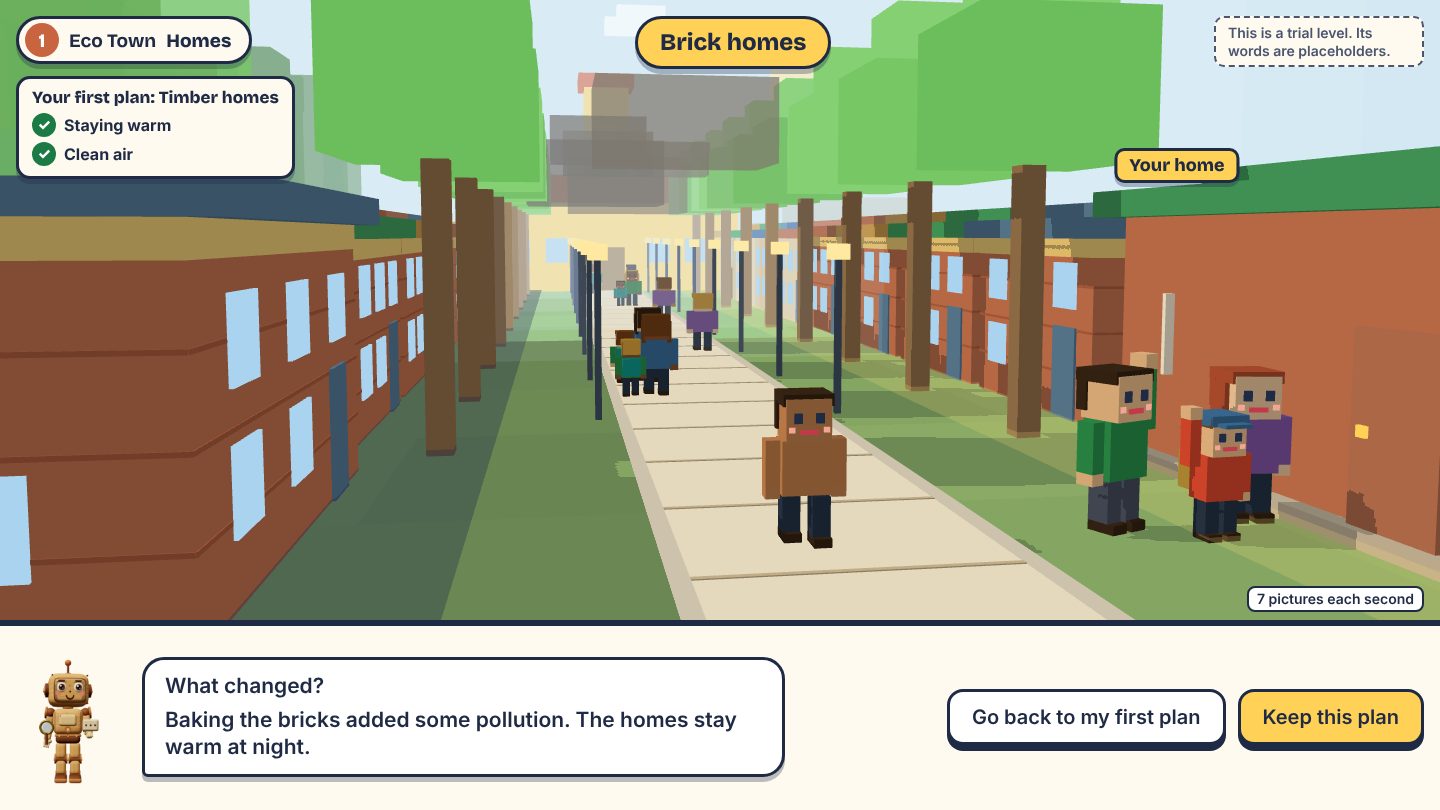 1 Eco Town Homes
Brick homes
This is a trial level. Its
words are placeholders.
Your first plan: Timber homes
Staying warm
Clean air
Your home
7 pictures each second
What changed?
Baking the bricks added some pollution. The homes stay
warm at night.
Go back to my first plan
Keep this plan